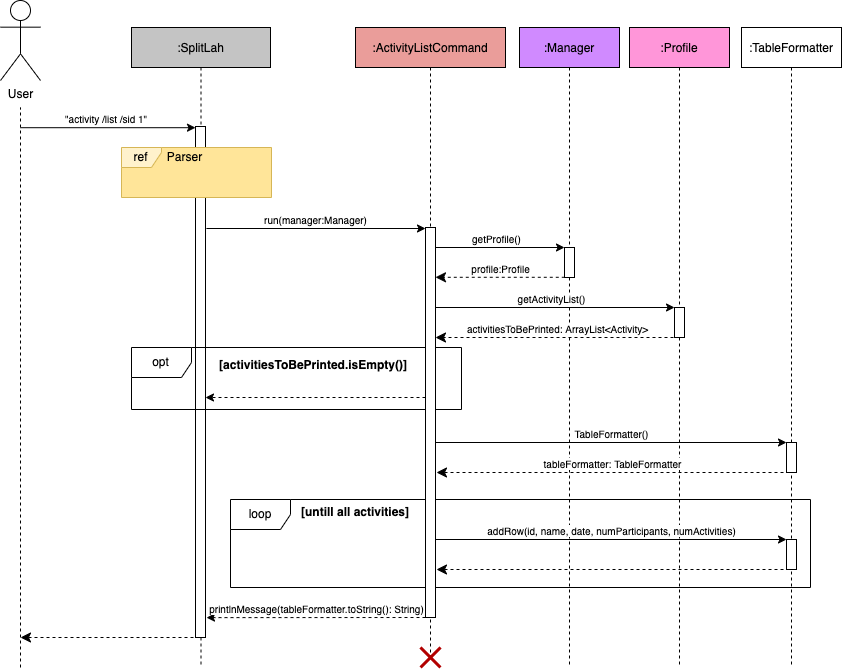 :SplitLah
:ActivityListCommand
:Manager
:Profile
:TableFormatter
User
"activity /list /sid 1"
ref
Parser
run(manager:Manager)
getProfile()
profile:Profile
getActivityList()
activitiesToBePrinted: ArrayList<Activity>
opt
[activitiesToBePrinted.isEmpty()]
TableFormatter()
tableFormatter: TableFormatter
loop
[untill all activities]
addRow(id, name, date, numParticipants, numActivities)
printlnMessage(tableFormatter.toString(): String)